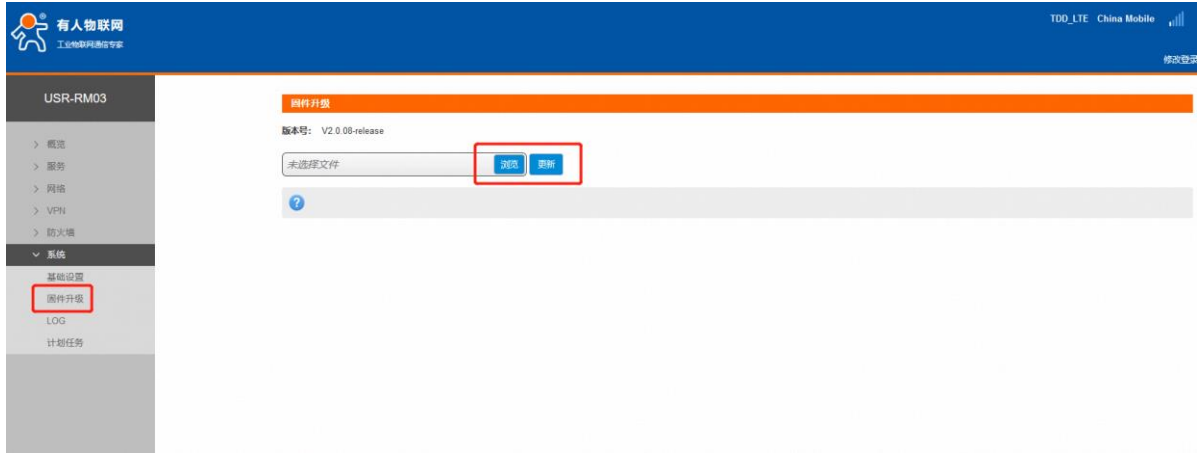 有人物联网
工业物联网通信专家
TDD_LTE China Mobile
修改登录
USR-RM03
概览
服务
网络
VPN
防火墙
系统
基础设置
固件升级
LOG
计划任务
固件升级
版本号： V2.0.08-release
未选择文件 浏览 更新
?